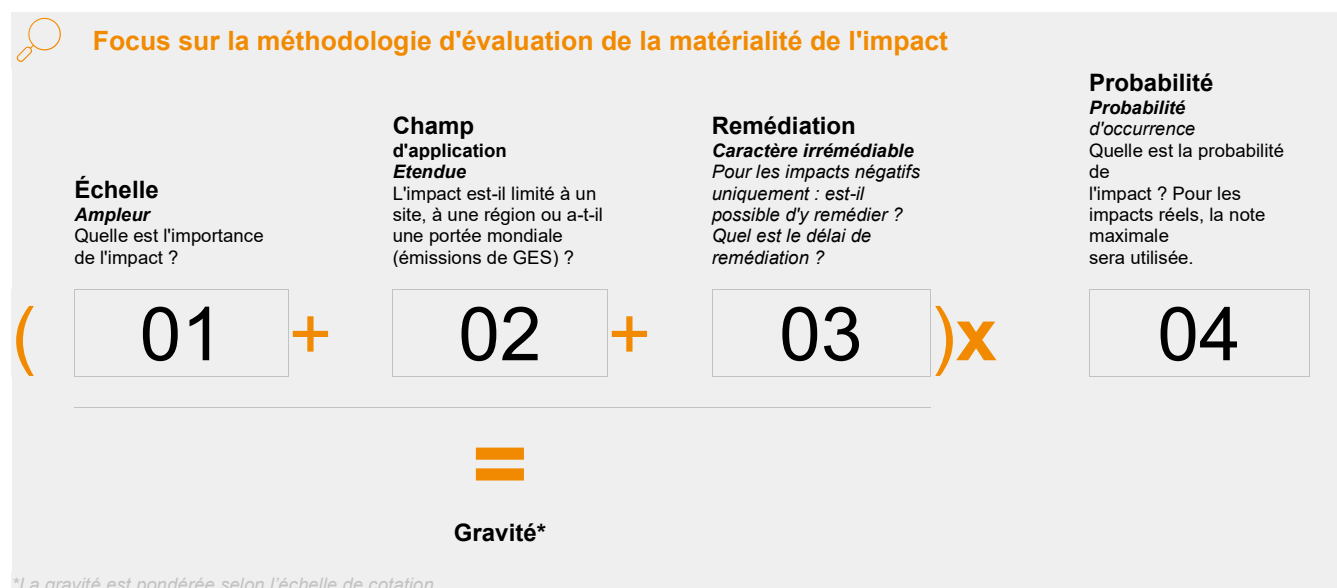 Focus sur la méthodologie d'évaluation de la matérialité de l'impact
Échelle
Ampleur
Quelle est l'importance
de l'impact ?
Champ
d'application
Etendue
L'impact est-il limité à un
site, à une région ou a-t-il
une portée mondiale
(émissions de GES) ?
Remédiation
Caractère irrémédiable
Pour les impacts négatifs
uniquement : est-il
possible d'y remédier ?
Quel est le délai de
remédiation ?
Probabilité
Probabilité
d'occurrence
Quelle est la probabilité
de
l'impact ? Pour les
impacts réels, la note
maximale
sera utilisée.
( 01 + 02 + 03 )x 04
=
Gravité*
*La gravité est pondérée selon l'échelle de cotation